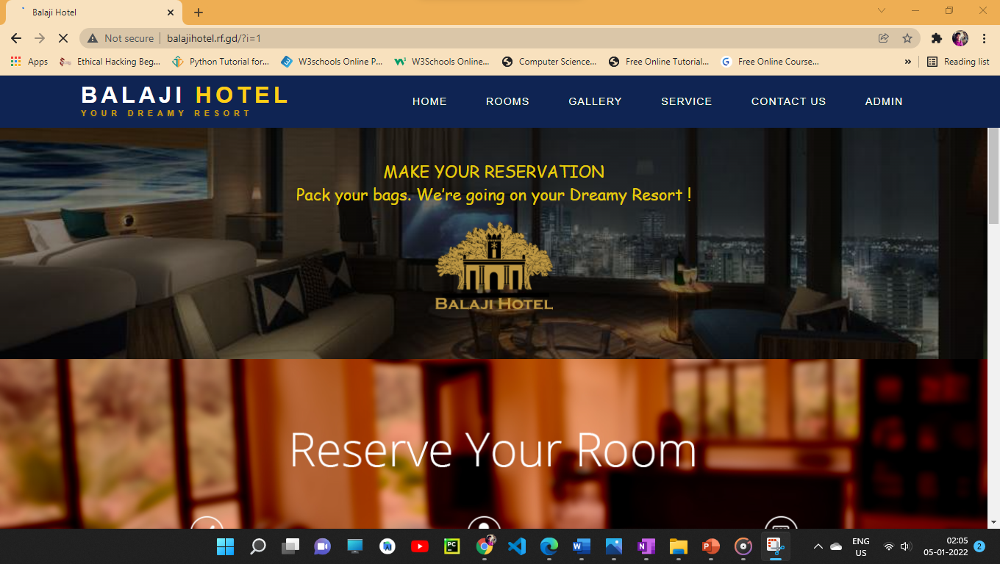 Balaji Hotel
Not secure balajihotel.rf.gd/?i=1
Apps Ethical Hacking Beg... Python Tutorial for... W3schools Online P... W3Schools Online... Computer Science... Free Online Tutorial... Free Online Course... » Reading list
BALAJI HOTEL
YOUR DREAMY RESORT
HOME ROOMS GALLERY SERVICE CONTACT US ADMIN
MAKE YOUR RESERVATION
Pack your bags. We're going on your Dreamy Resort !
BALAJI HOTEL
Reserve Your Room
PC
ENG
US
02:05
05-01-2022
2